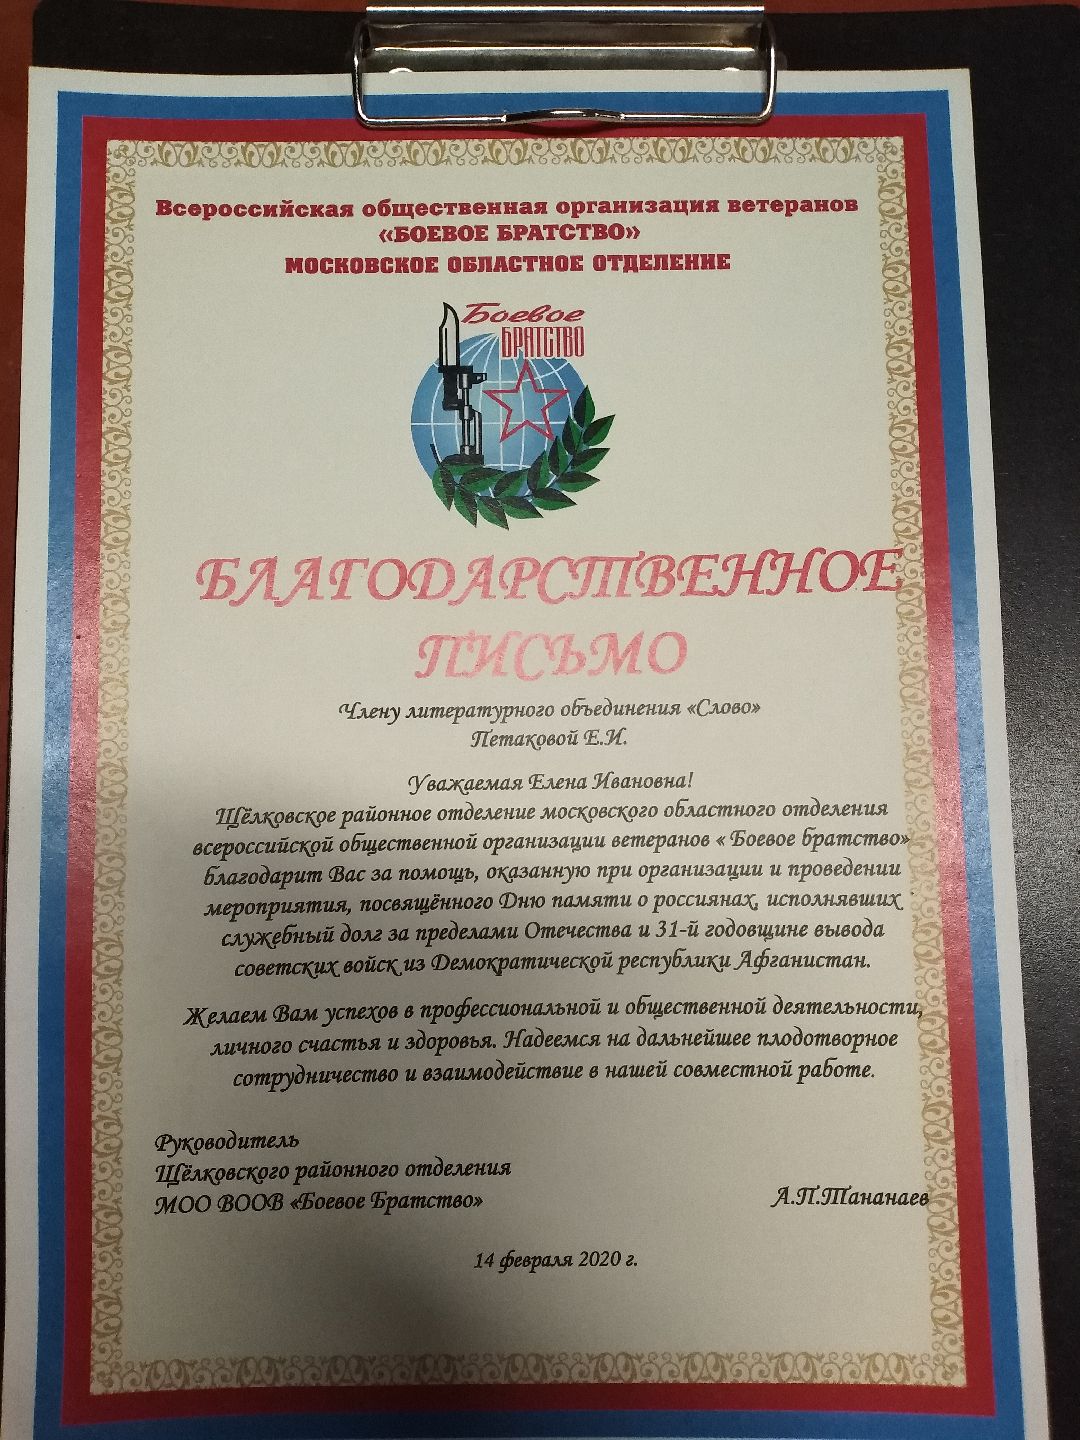 Всероссийская общественная организация ветеранов
«БОЕВОЕ БРАТСТВО»
МОСКОВСКОЕ ОБЛАСТНОЕ ОТДЕЛЕНИЕ
Боевое
БРАТСТВО
БЛАГОДАРСТВЕННОЕ
ПИСЬМО
Члену литературного объединения «Слово»
Петаковой Е.И.
Уважаемая Елена Ивановна!
Щёлковское районное отделение московского областного отделения
всероссийской общественной организации ветеранов « Боевое братство»
благодарит Вас за помощь, оказанную при организации и проведении
мероприятия, посвящённого Дню памяти о россиянах, исполнявших
служебный долг за пределами Отечества и 31-й годовщине вывода
советских войск из Демократической республики Афганистан.
Желаем Вам успехов в профессиональной и общественной деятельности,
личного счастья и здоровья. Надеемся на дальнейшее плодотворное
сотрудничество и взаимодействие в нашей совместной работе.
Руководитель
Щёлковского районного отделения
МОО ВООВ «Боевое Братство» А.П.Тананаев
14 февраля 2020 г.